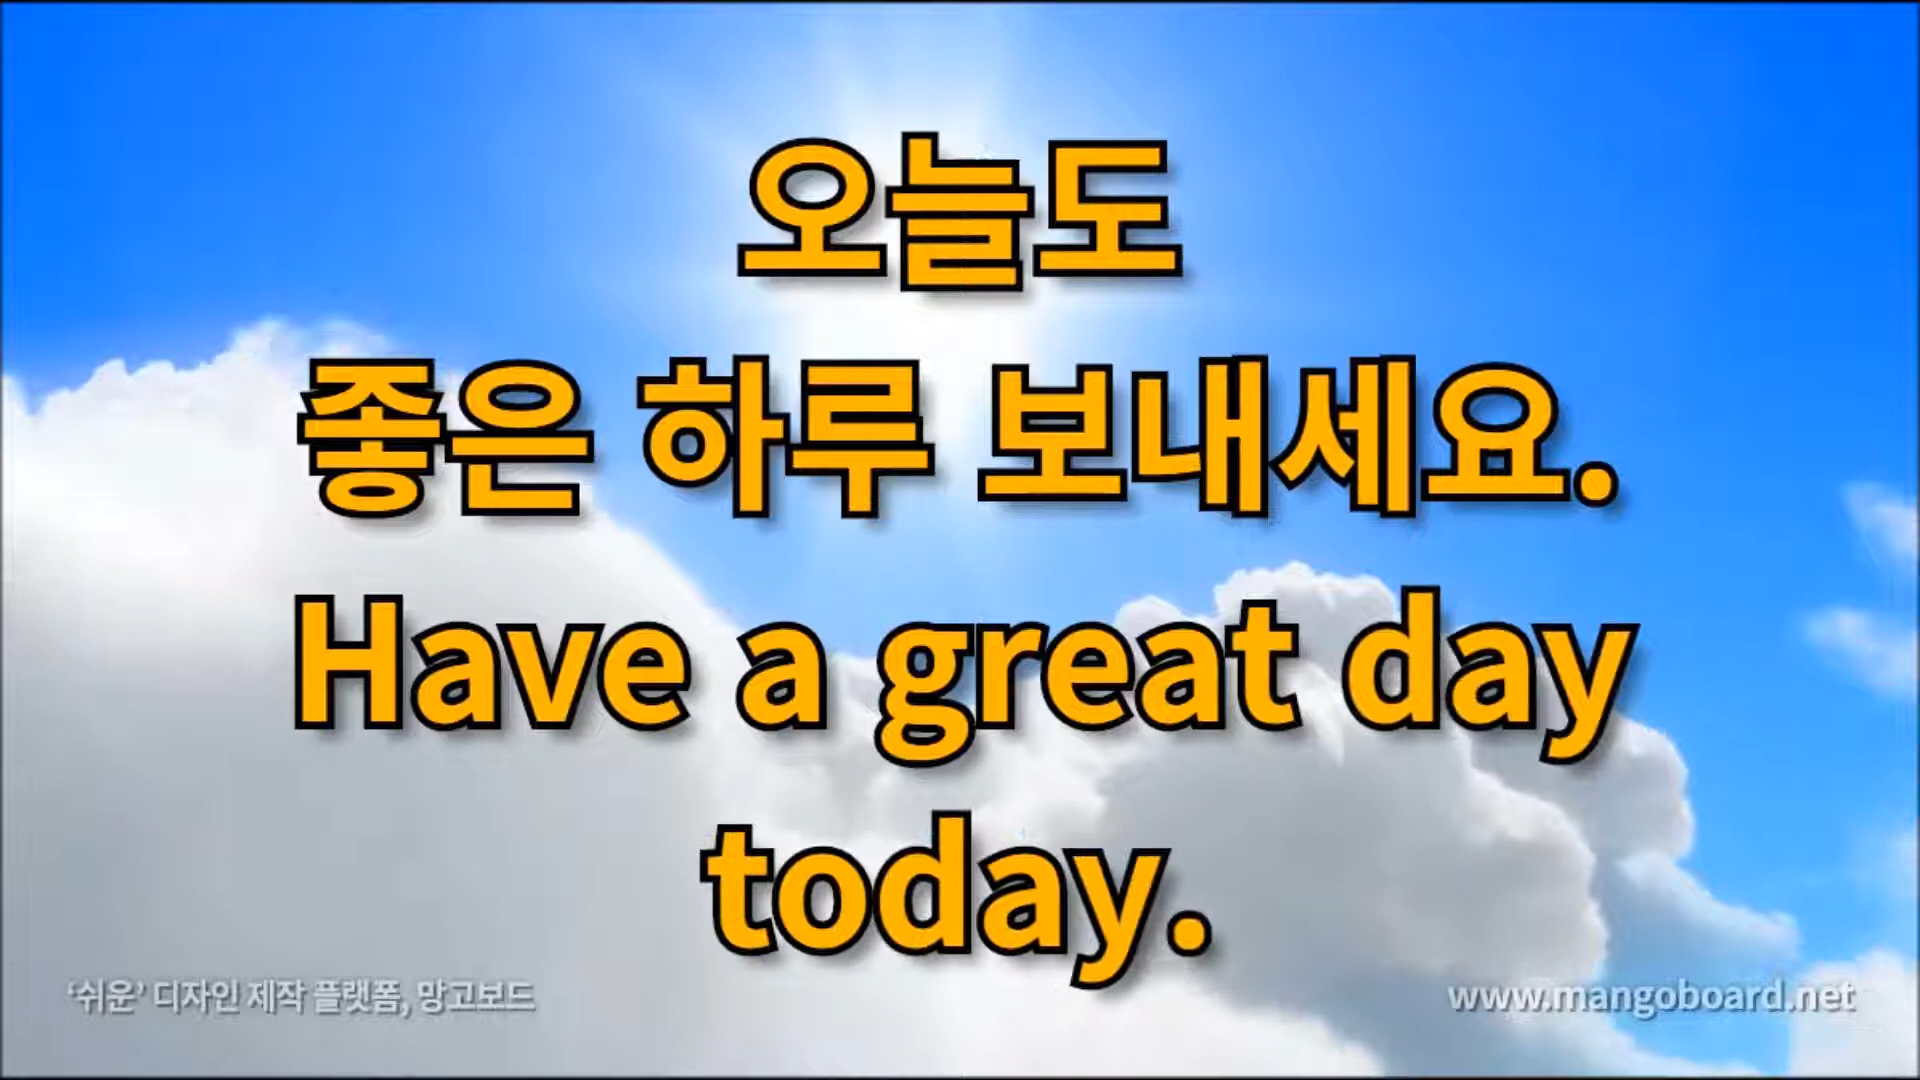 오늘도
좋은 하루 보내세요.
Have a great day
today.
‘쉬운’ 디자인 제작 플랫폼, 망고보드
www.mangoboard.net